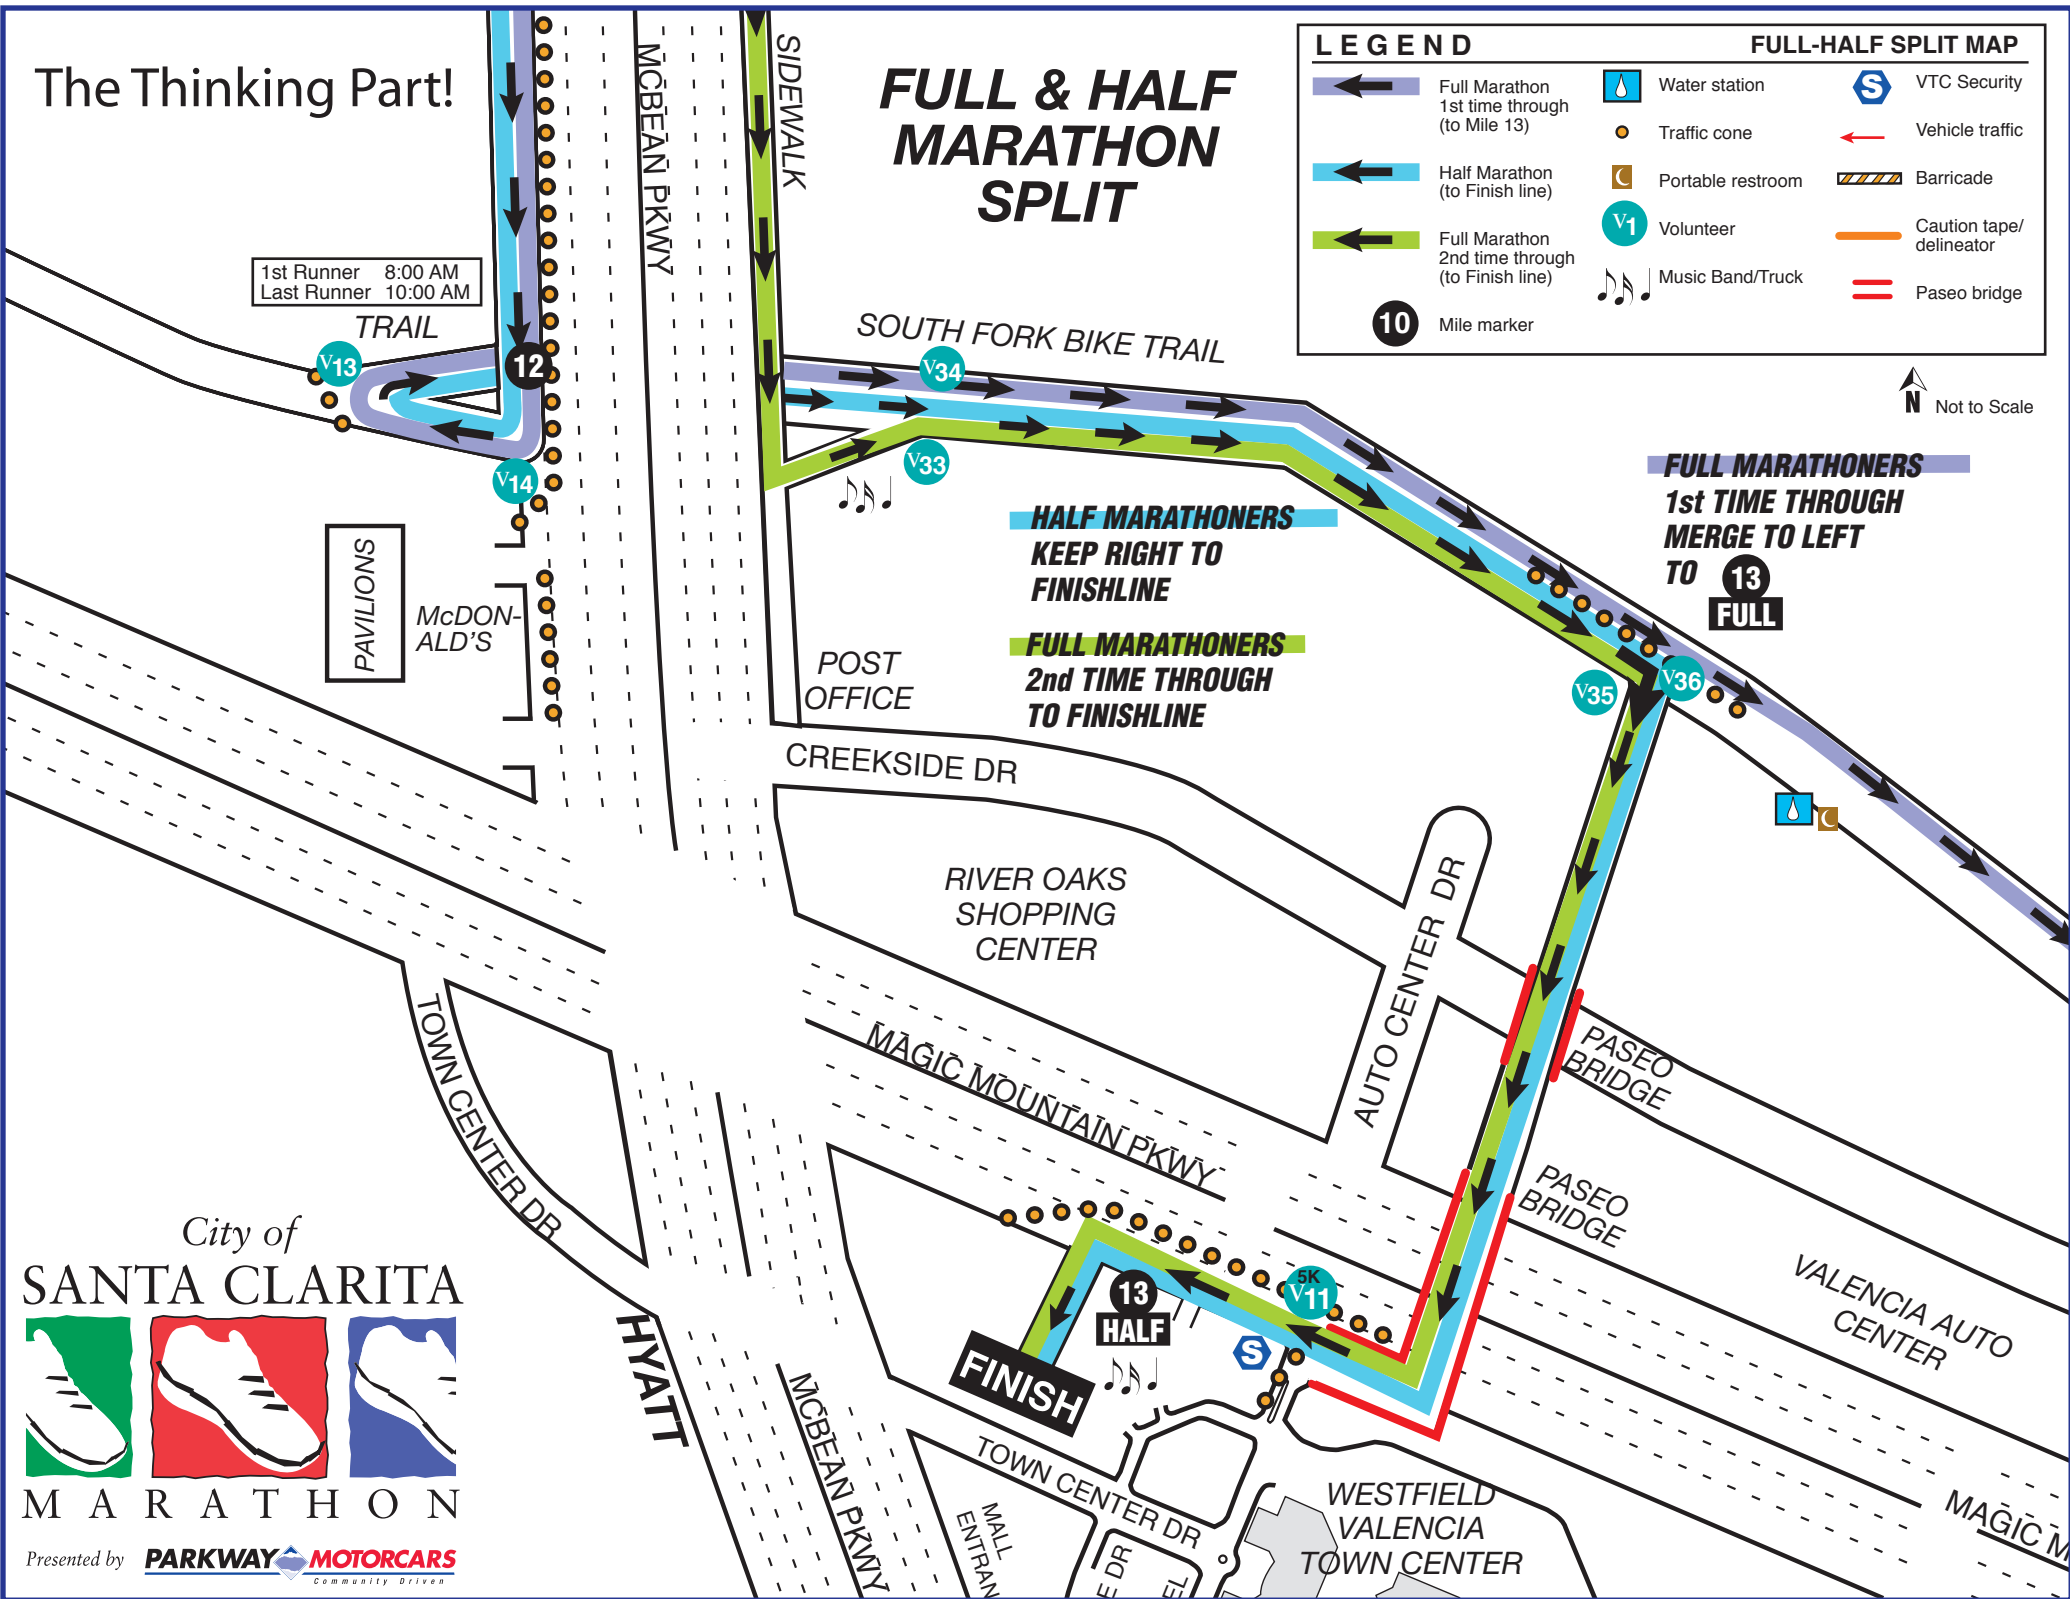 The Thinking Part!
MCBEAN PKWY
SIDEWALK
FULL & HALF
MARATHON
SPLIT
LEGEND
FULL-HALF SPLIT MAP
Full Marathon
1st time through
(to Mile 13)
Half Marathon
(to Finish line)
Full Marathon
2nd time through
(to Finish line)
10
Mile marker
Water station
Traffic cone
Portable restroom
V1
Volunteer
Music Band/Truck
S
VTC Security
Vehicle traffic
Barricade
Caution tape/
delineator
Paseo bridge
N
Not to Scale
1st Runner 8:00 AM
Last Runner 10:00 AM
TRAIL
V13
12
V14
SOUTH FORK BIKE TRAIL
V34
V33
HALF MARATHONERS
KEEP RIGHT TO
FINISHLINE
FULL MARATHONERS
2nd TIME THROUGH
TO FINISHLINE
FULL MARATHONERS
1st TIME THROUGH
MERGE TO LEFT
TO 13
FULL
V35
V36
PAVILIONS
McDON-
ALD'S
POST
OFFICE
CREEKSIDE DR
RIVER OAKS
SHOPPING
CENTER
AUTO CENTER DR
MAGIC MOUNTAIN PKWY
PASEO
BRIDGE
PASEO
BRIDGE
VALENCIA AUTO
CENTER
TOWN CENTER DR
HYATT
MCBEAN PKWY
5K
V11
13
HALF
S
FINISH
TOWN CENTER DR
MALL
ENTRAN
E DR
EL
WESTFIELD
VALENCIA
TOWN CENTER
MAGIC M
City of
SANTA CLARITA
MARATHON
Presented by PARKWAY MOTORCARS
Community Driven